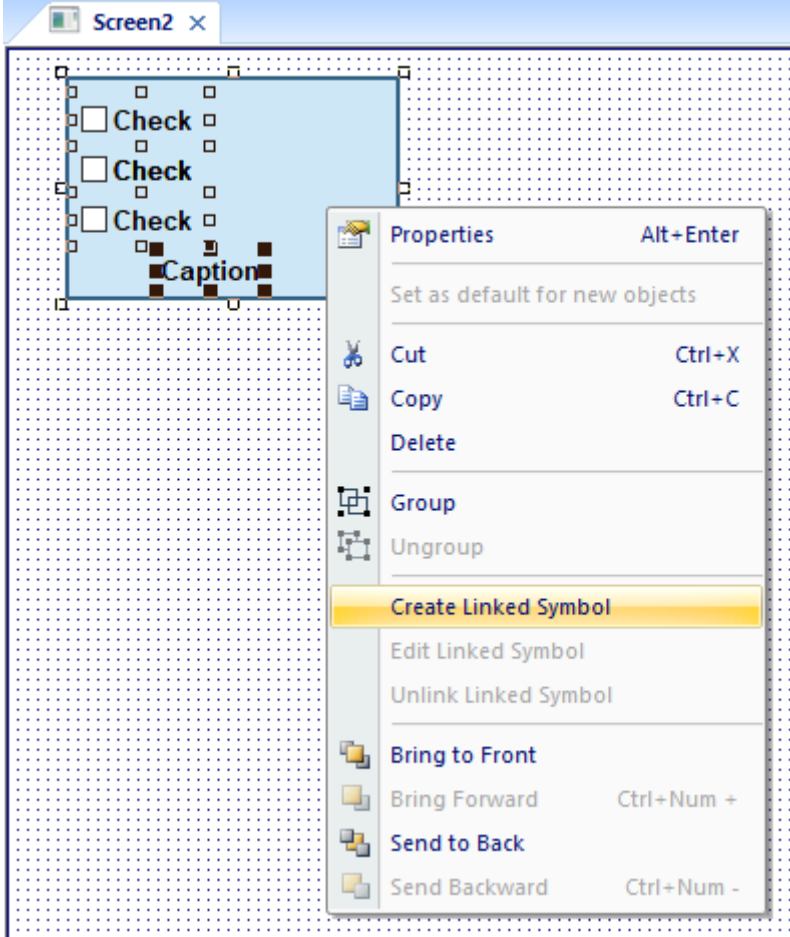 Screen2
Check
Check
Check
Caption
Properties Alt+Enter
Set as default for new objects
Cut Ctrl+X
Copy Ctrl+C
Delete
Group
Ungroup
Create Linked Symbol
Edit Linked Symbol
Unlink Linked Symbol
Bring to Front
Bring Forward Ctrl+Num +
Send to Back
Send Backward Ctrl+Num -